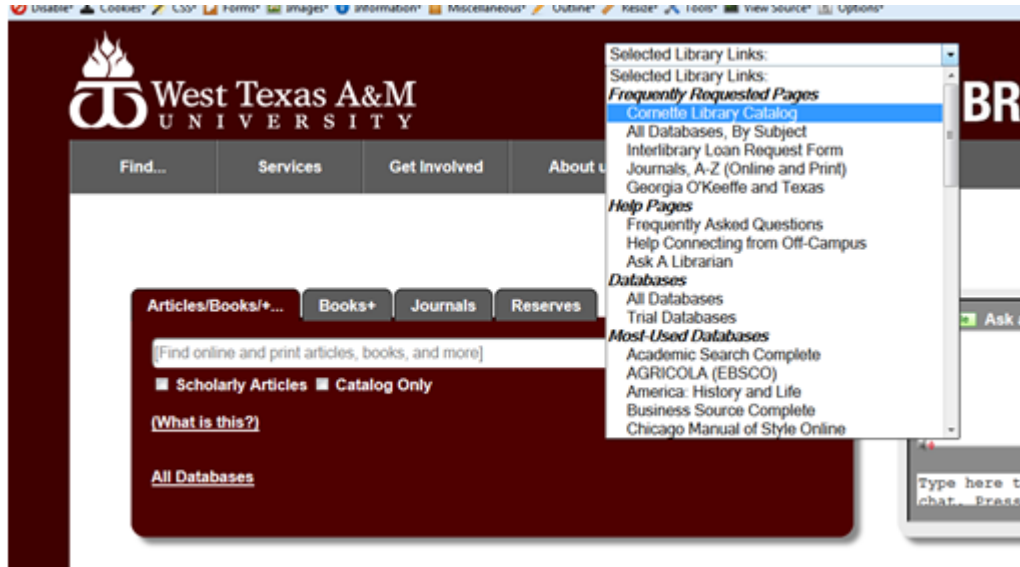 Disable Cookies CSS Forms Images Information Miscellaneous Outline Resize Tools View Source Options
West Texas A&M
UNIVERSITY
Selected Library Links:
Selected Library Links:
Frequently Requested Pages
Cornette Library Catalog
All Databases, By Subject
Interlibrary Loan Request Form
Journals, A-Z (Online and Print)
Georgia O'Keeffe and Texas
Help Pages
Frequently Asked Questions
Help Connecting from Off-Campus
Ask A Librarian
Databases
All Databases
Trial Databases
Most-Used Databases
Academic Search Complete
AGRICOLA (EBSCO)
America: History and Life
Business Source Complete
Chicago Manual of Style Online
BR
Find... Services Get Involved About u
Articles/Books/+... Books+ Journals Reserves
[Find online and print articles, books, and more]
Scholarly Articles Catalog Only
(What is this?)
All Databases
Ask a
Type here t
chat. Press